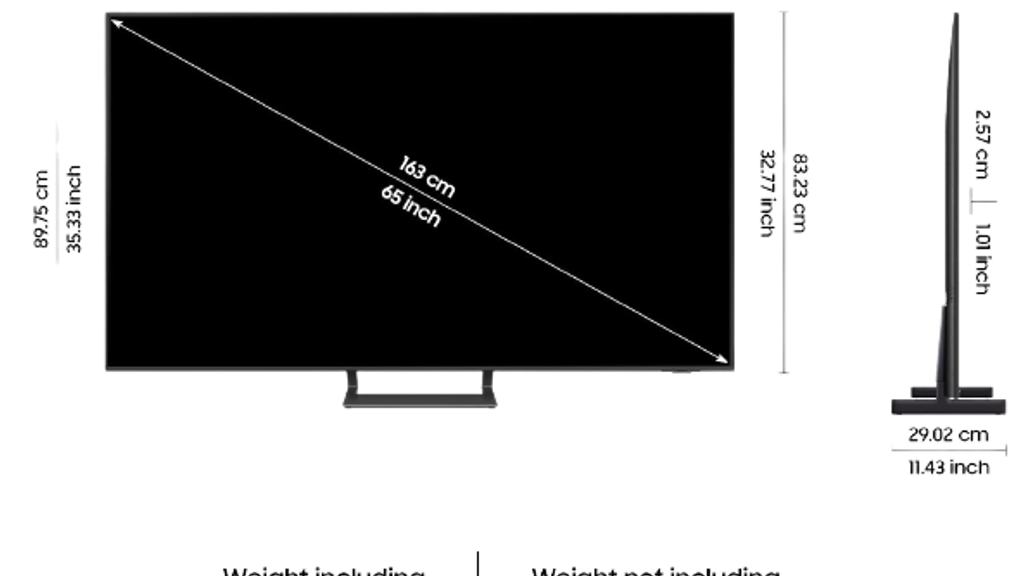 163 cm
65 inch
89.75 cm
35.33 inch
83.23 cm
32.77 inch
2.57 cm
1.01 inch
29.02 cm
11.43 inch
Weight including
Weight not including